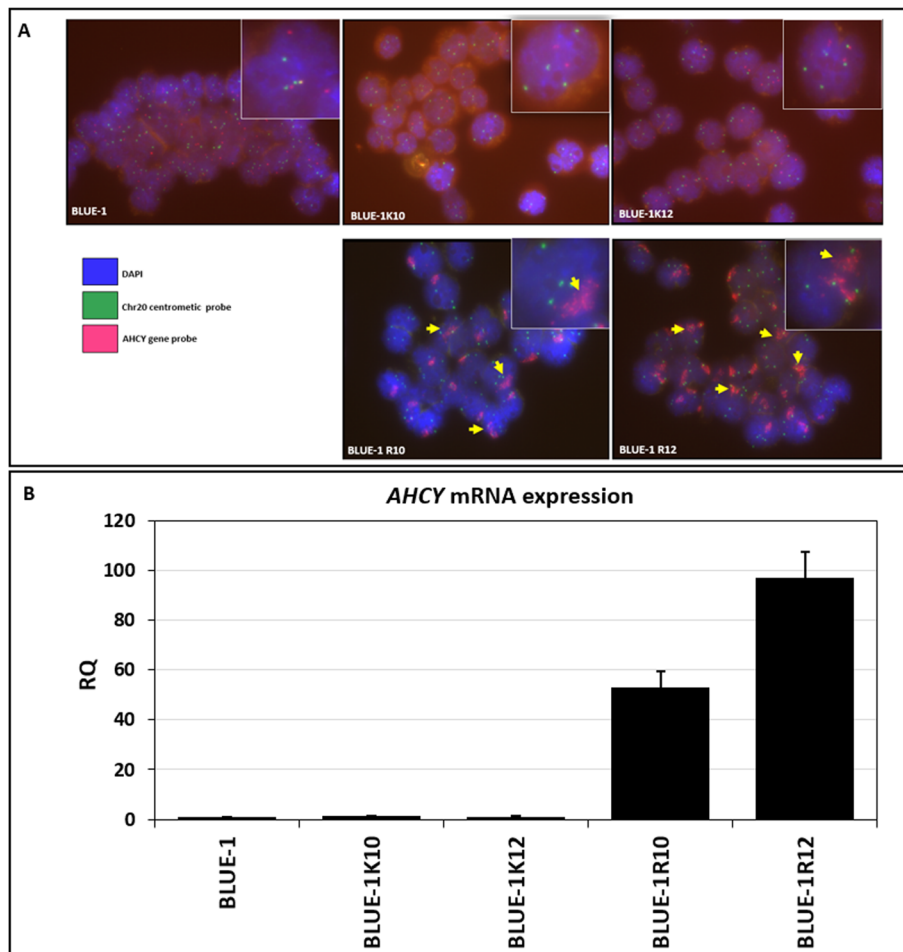 A
BLUE-1
BLUE-1K10
BLUE-1K12
DAPI
Chr20 centrometic probe
AHCY gene probe
BLUE-1 R10
BLUE-1 R12
B
AHCY mRNA expression
120
100
80
60
40
20
0
RQ
BLUE-1
BLUE-1K10
BLUE-1K12
BLUE-1R10
BLUE-1R12